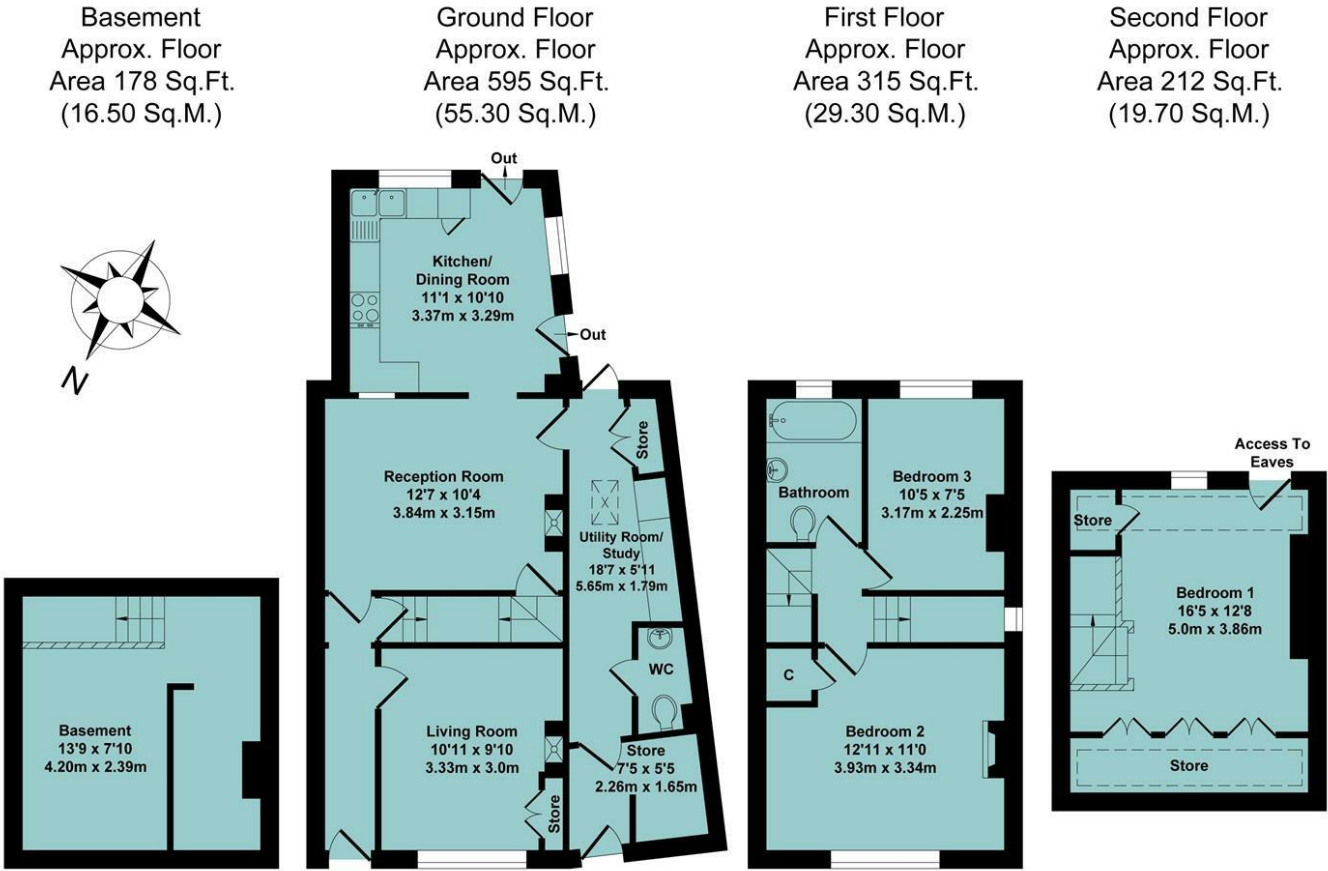 Basement
Approx. Floor
Area 178 Sq.Ft.
(16.50 Sq.M.)
Ground Floor
Approx. Floor
Area 595 Sq.Ft.
(55.30 Sq.M.)
First Floor
Approx. Floor
Area 315 Sq.Ft.
(29.30 Sq.M.)
Second Floor
Approx. Floor
Area 212 Sq.Ft.
(19.70 Sq.M.)
N
Basement
13'9 x 7'10
4.20m x 2.39m
Out
Kitchen/
Dining Room
11'1 x 10'10
3.37m x 3.29m
Out
Reception Room
12'7 x 10'4
3.84m x 3.15m
Store
Utility Room/
Study
18'7 x 5'11
5.65m x 1.79m
WC
Living Room
10'11 x 9'10
3.33m x 3.0m
Store
Store
7'5 x 5'5
2.26m x 1.65m
Bathroom
Bedroom 3
10'5 x 7'5
3.17m x 2.25m
C
Bedroom 2
12'11 x 11'0
3.93m x 3.34m
Access To
Eaves
Store
Bedroom 1
16'5 x 12'8
5.0m x 3.86m
Store